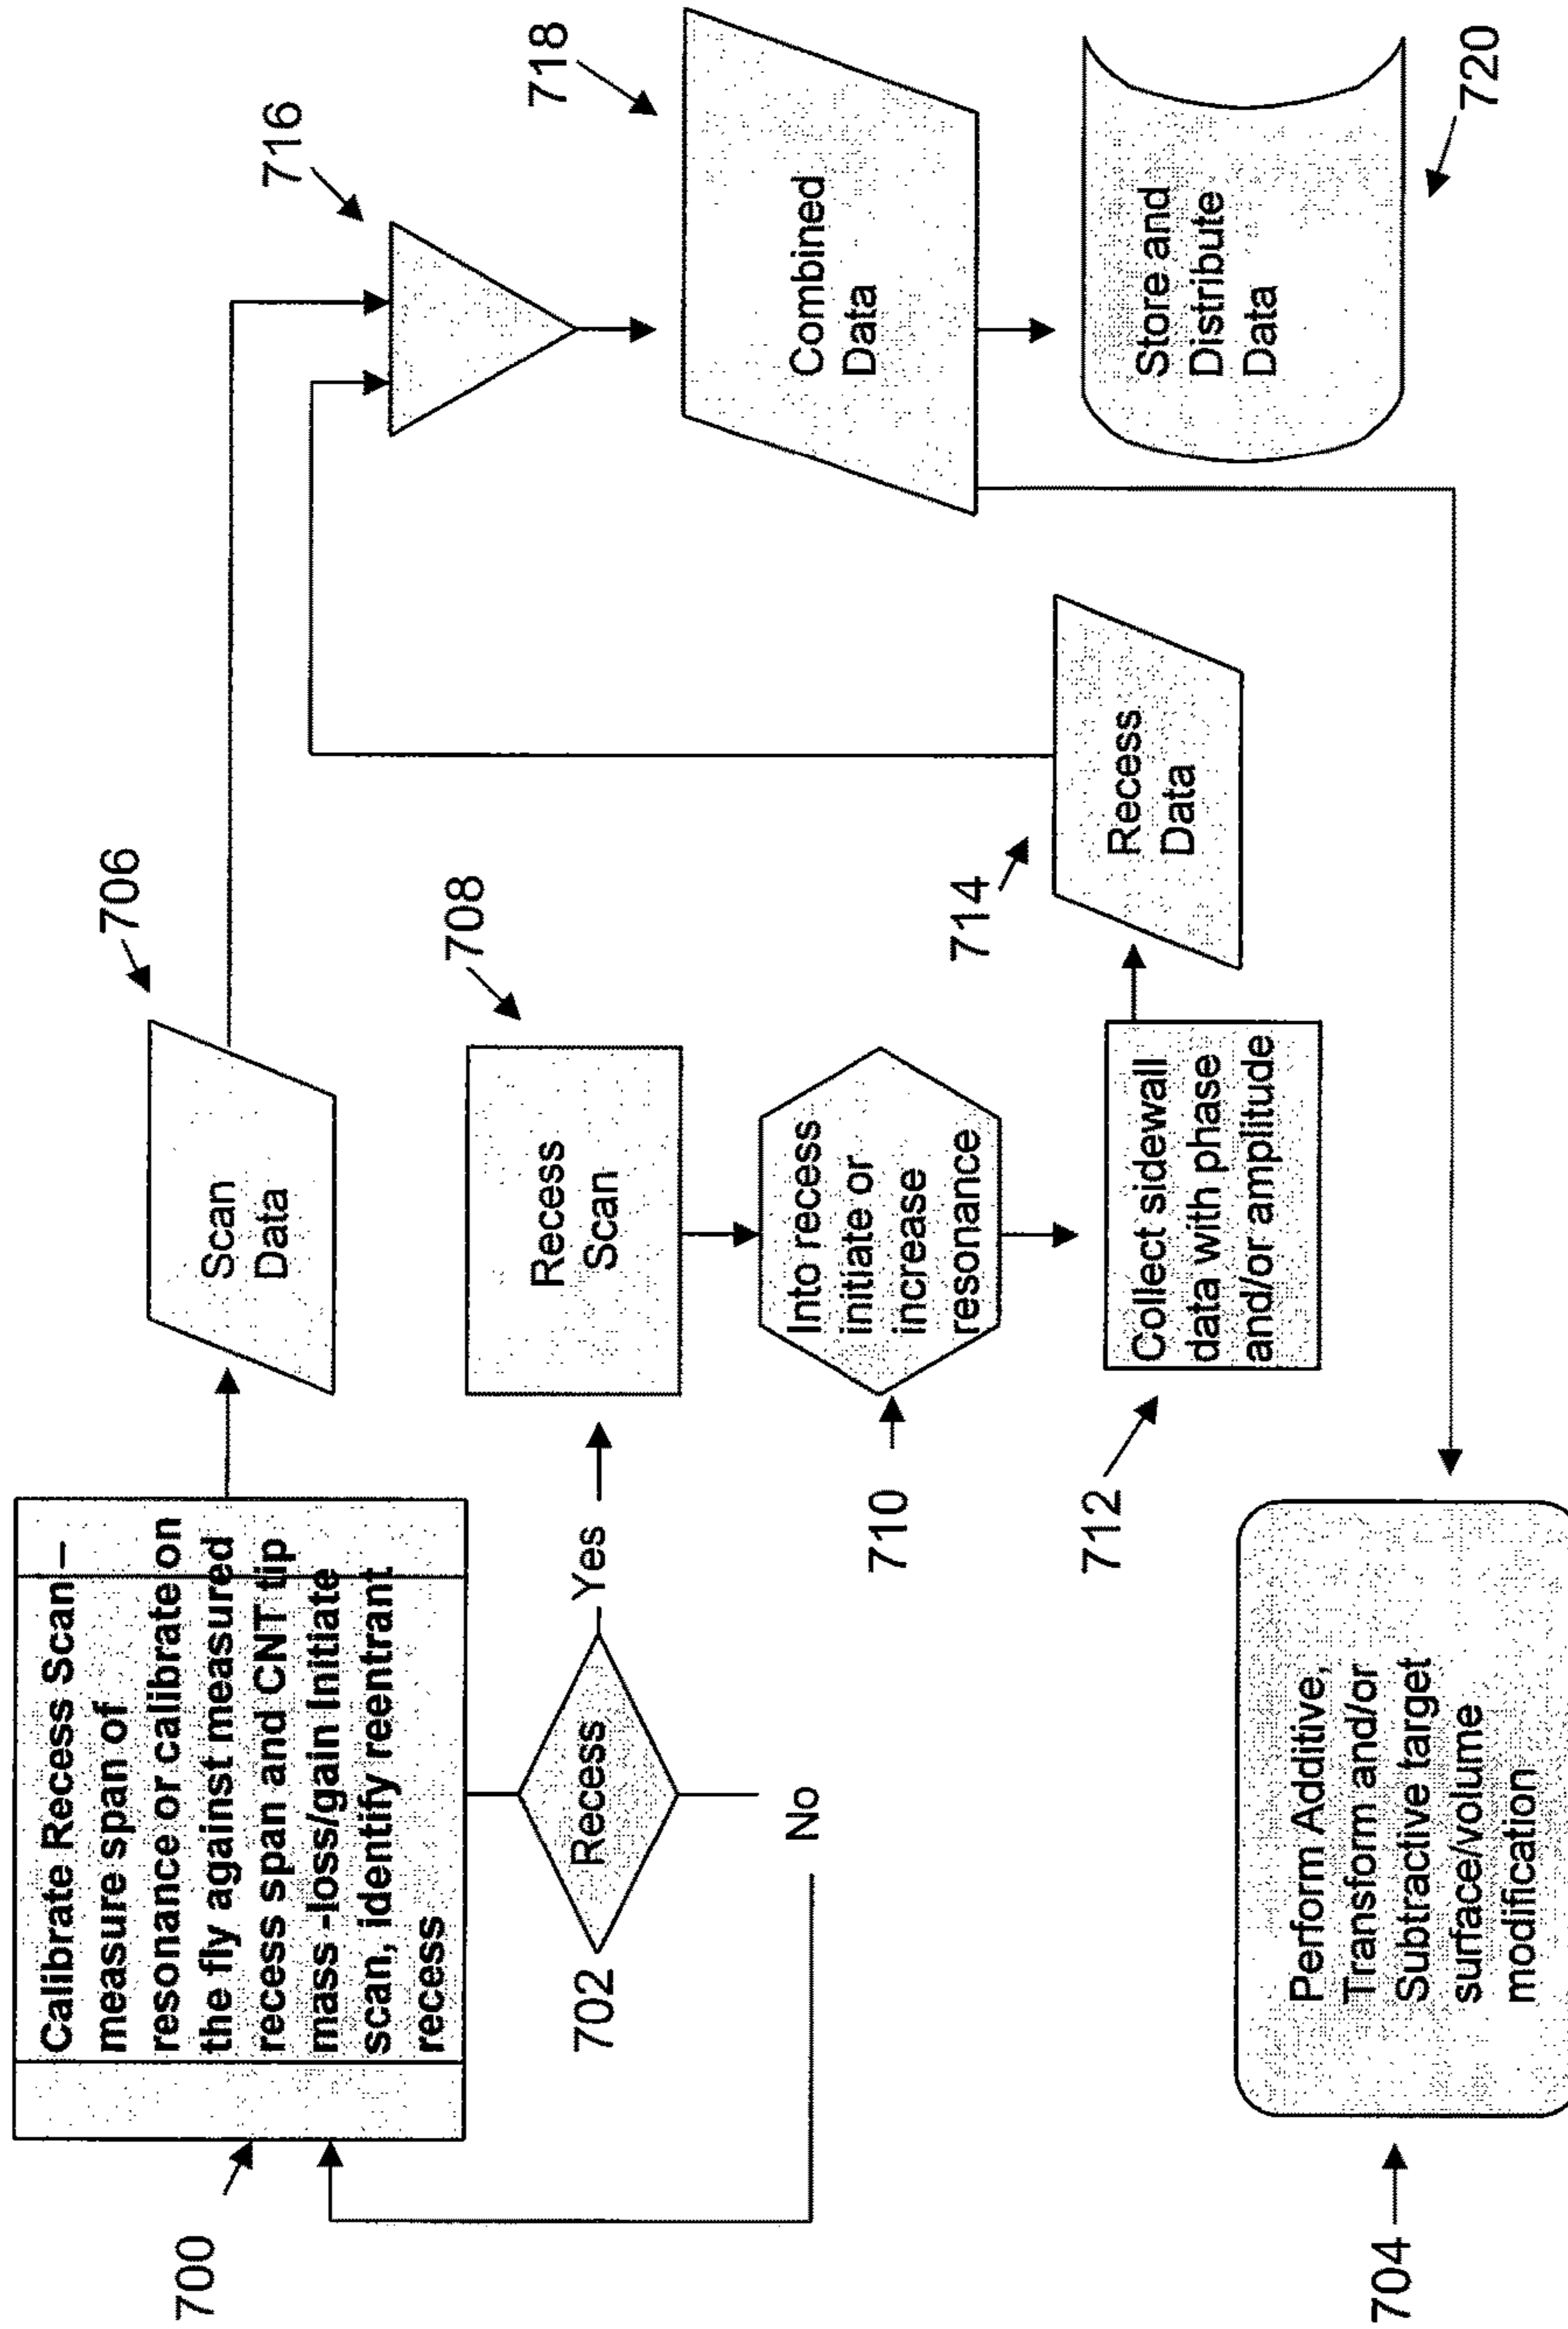 700
Calibrate Recess Scan –
measure span of
resonance or calibrate on
the fly against measured
recess span and CNT tip
mass -loss/gain Initiate
scan, identify reentrant
recess
706
Scan
Data
702
Recess
Yes
No
708
Recess
Scan
710
Into recess
initiate or
increase
resonance
712
Collect sidewall
data with phase
and/or amplitude
714
Recess
Data
716
718
Combined
Data
Store and
Distribute
Data
720
704
Perform Additive,
Transform and/or
Subtractive target
surface/volume
modification